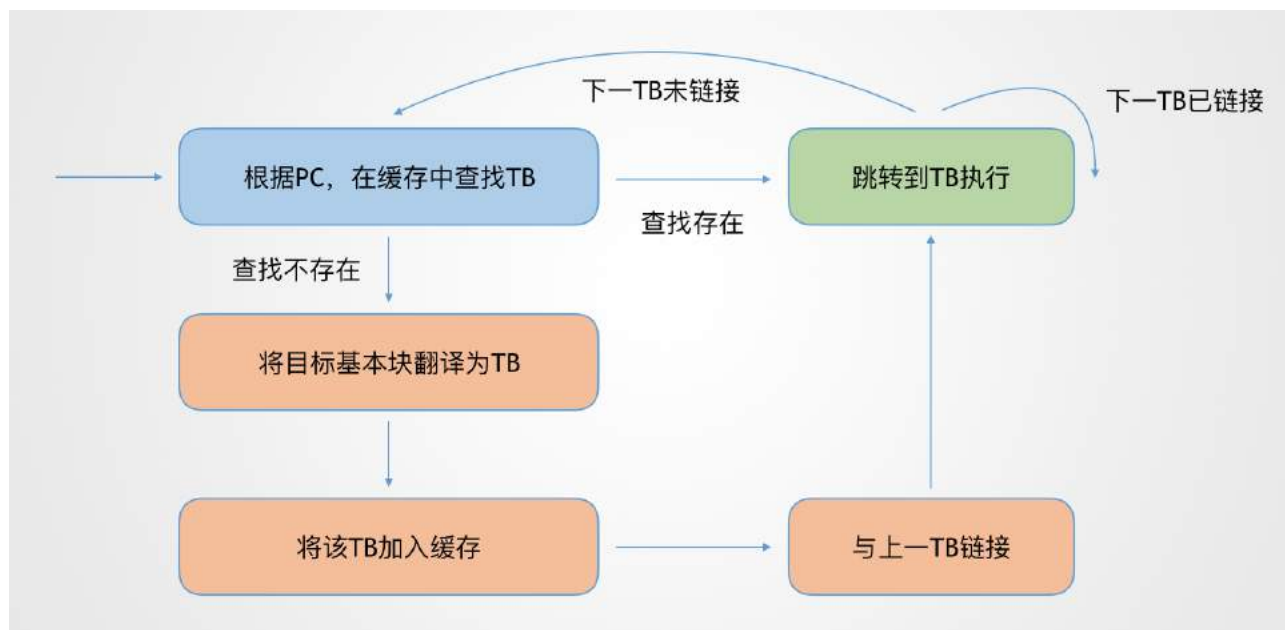 下一TB未链接
下一TB已链接
根据PC，在缓存中查找TB
跳转到TB执行
查找存在
查找不存在
将目标基本块翻译为TB
将该TB加入缓存
与上一TB链接